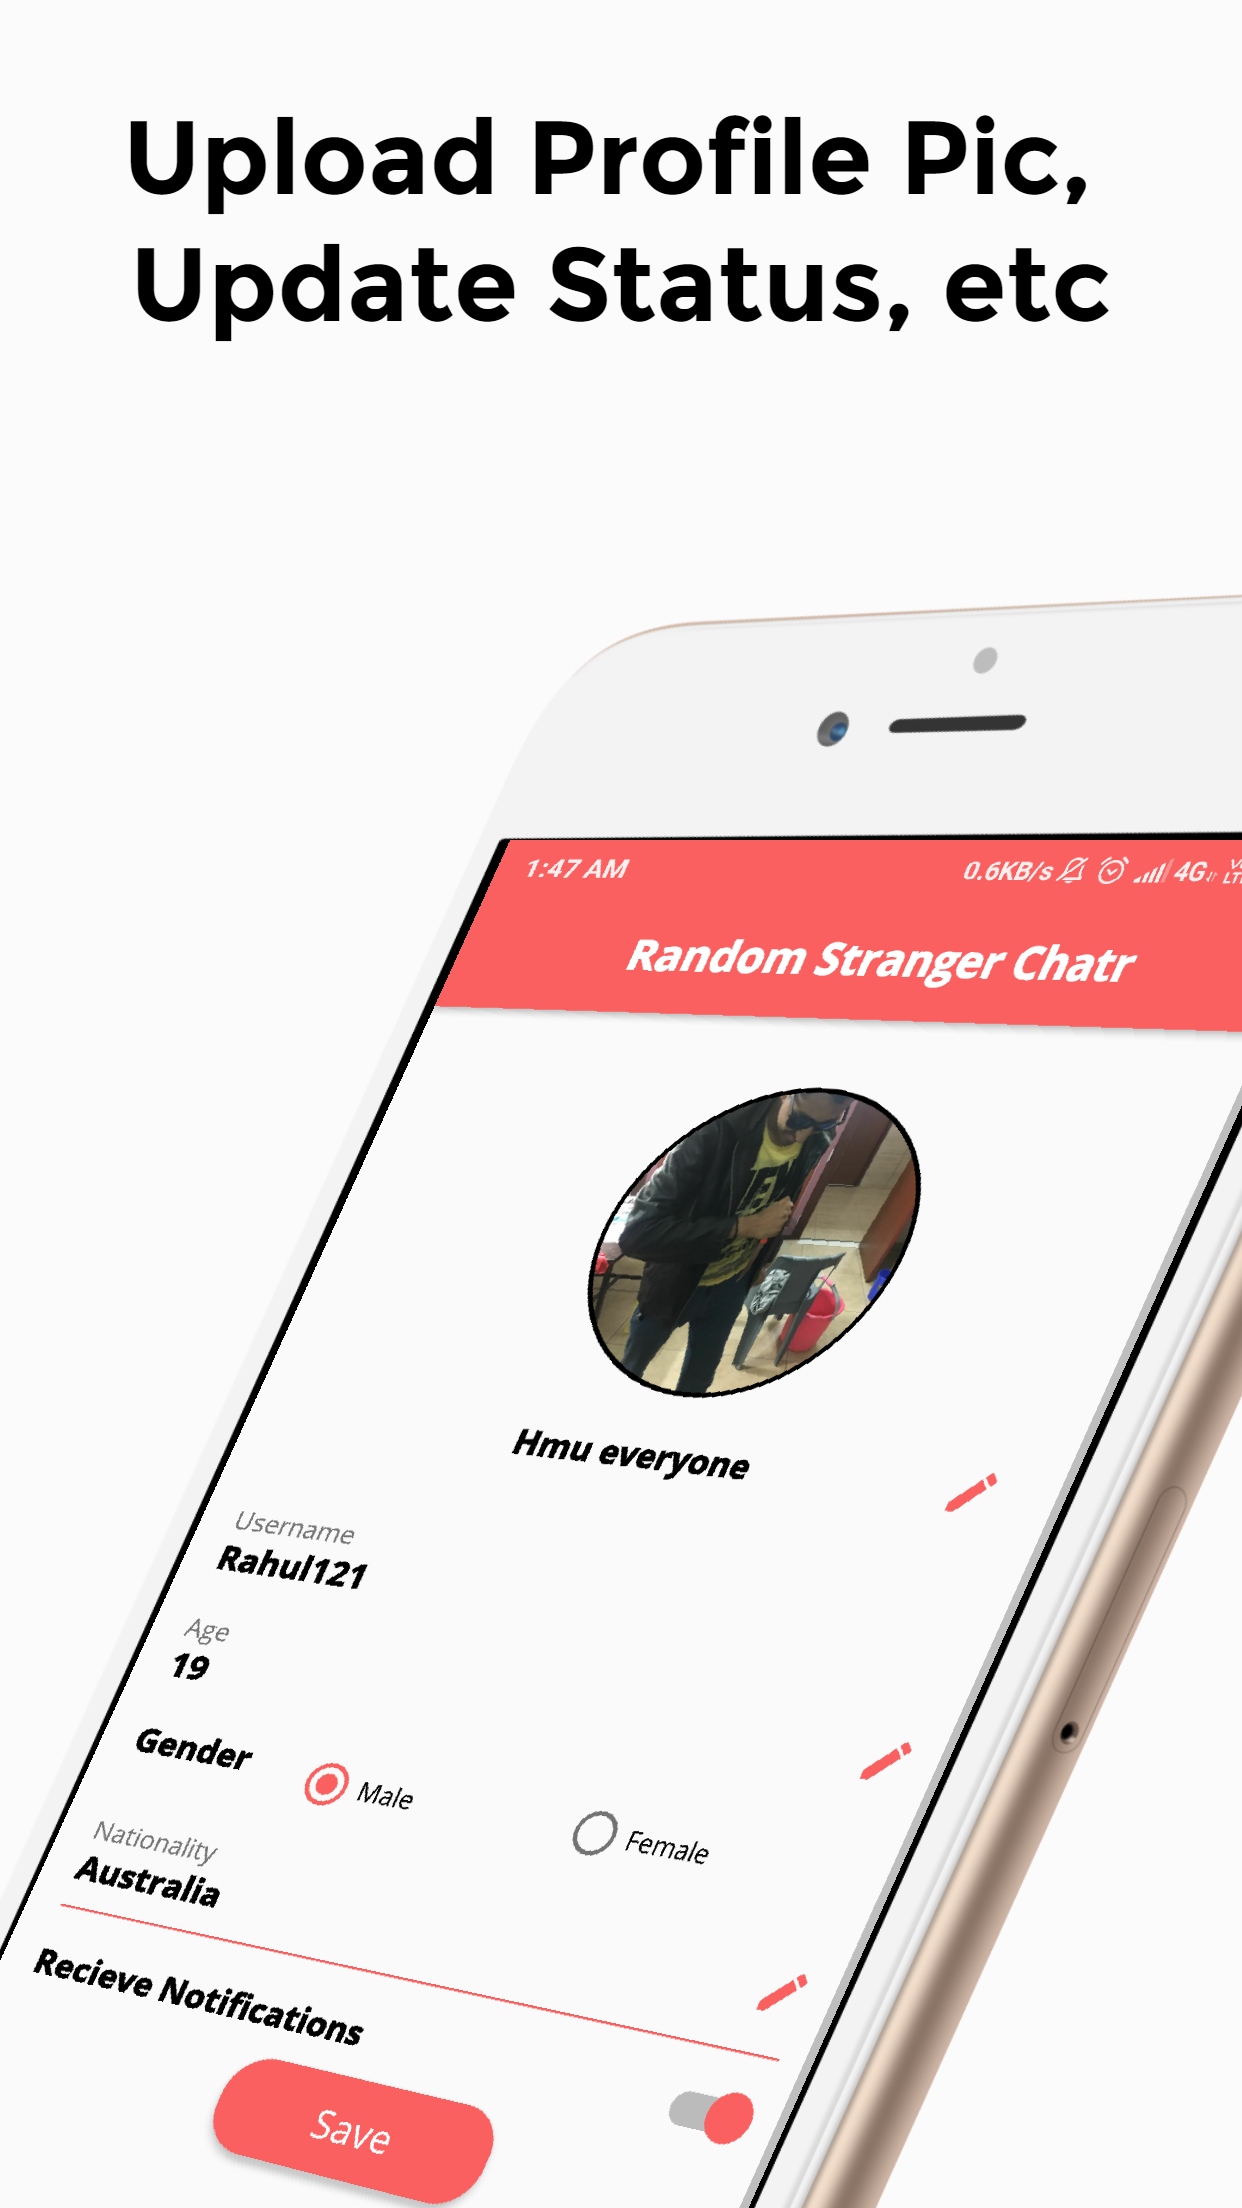 Upload Profile Pic,
Update Status, etc
1:47 AM 0.6KB/s 4G
Random Stranger Chatr
Hmu everyone
Username
Rahul121
Age
19
Gender
Male
Female
Nationality
Australia
Recieve Notifications
Save